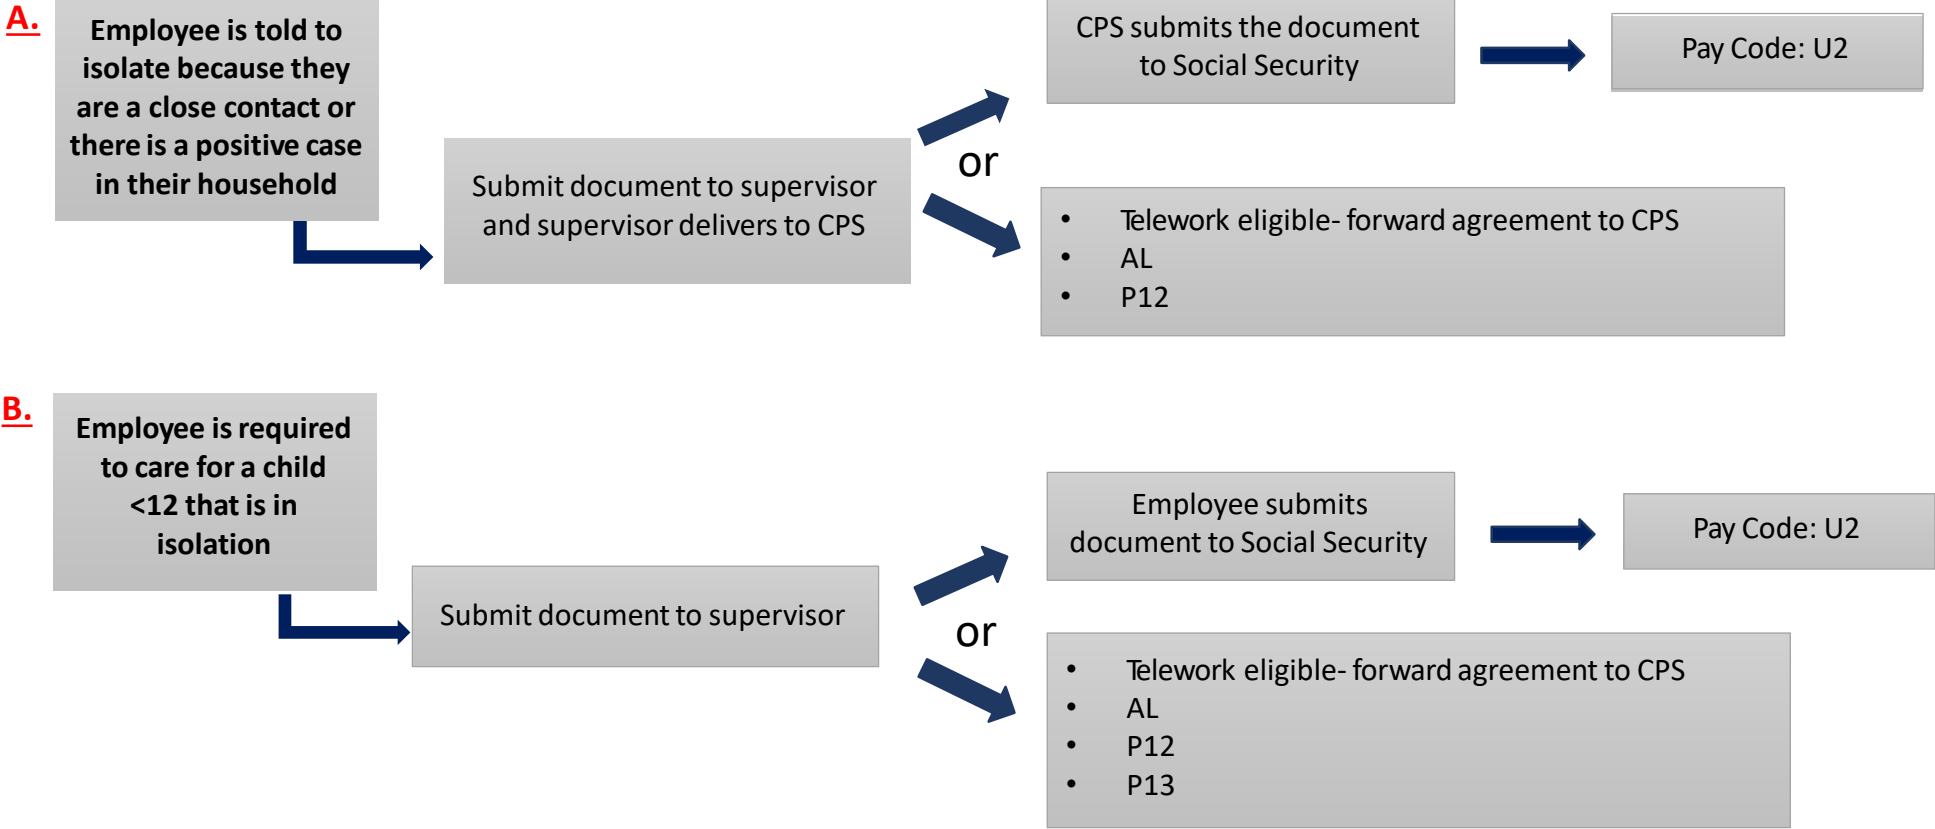 A.
Employee is told to
isolate because they
are a close contact or
there is a positive case
in their household
Submit document to supervisor
and supervisor delivers to CPS
or
CPS submits the document
to Social Security
Pay Code: U2
• Telework eligible- forward agreement to CPS
• AL
• P12
B.
Employee is required
to care for a child
<12 that is in
isolation
Submit document to supervisor
or
Employee submits
document to Social Security
Pay Code: U2
• Telework eligible- forward agreement to CPS
• AL
• P12
• P13